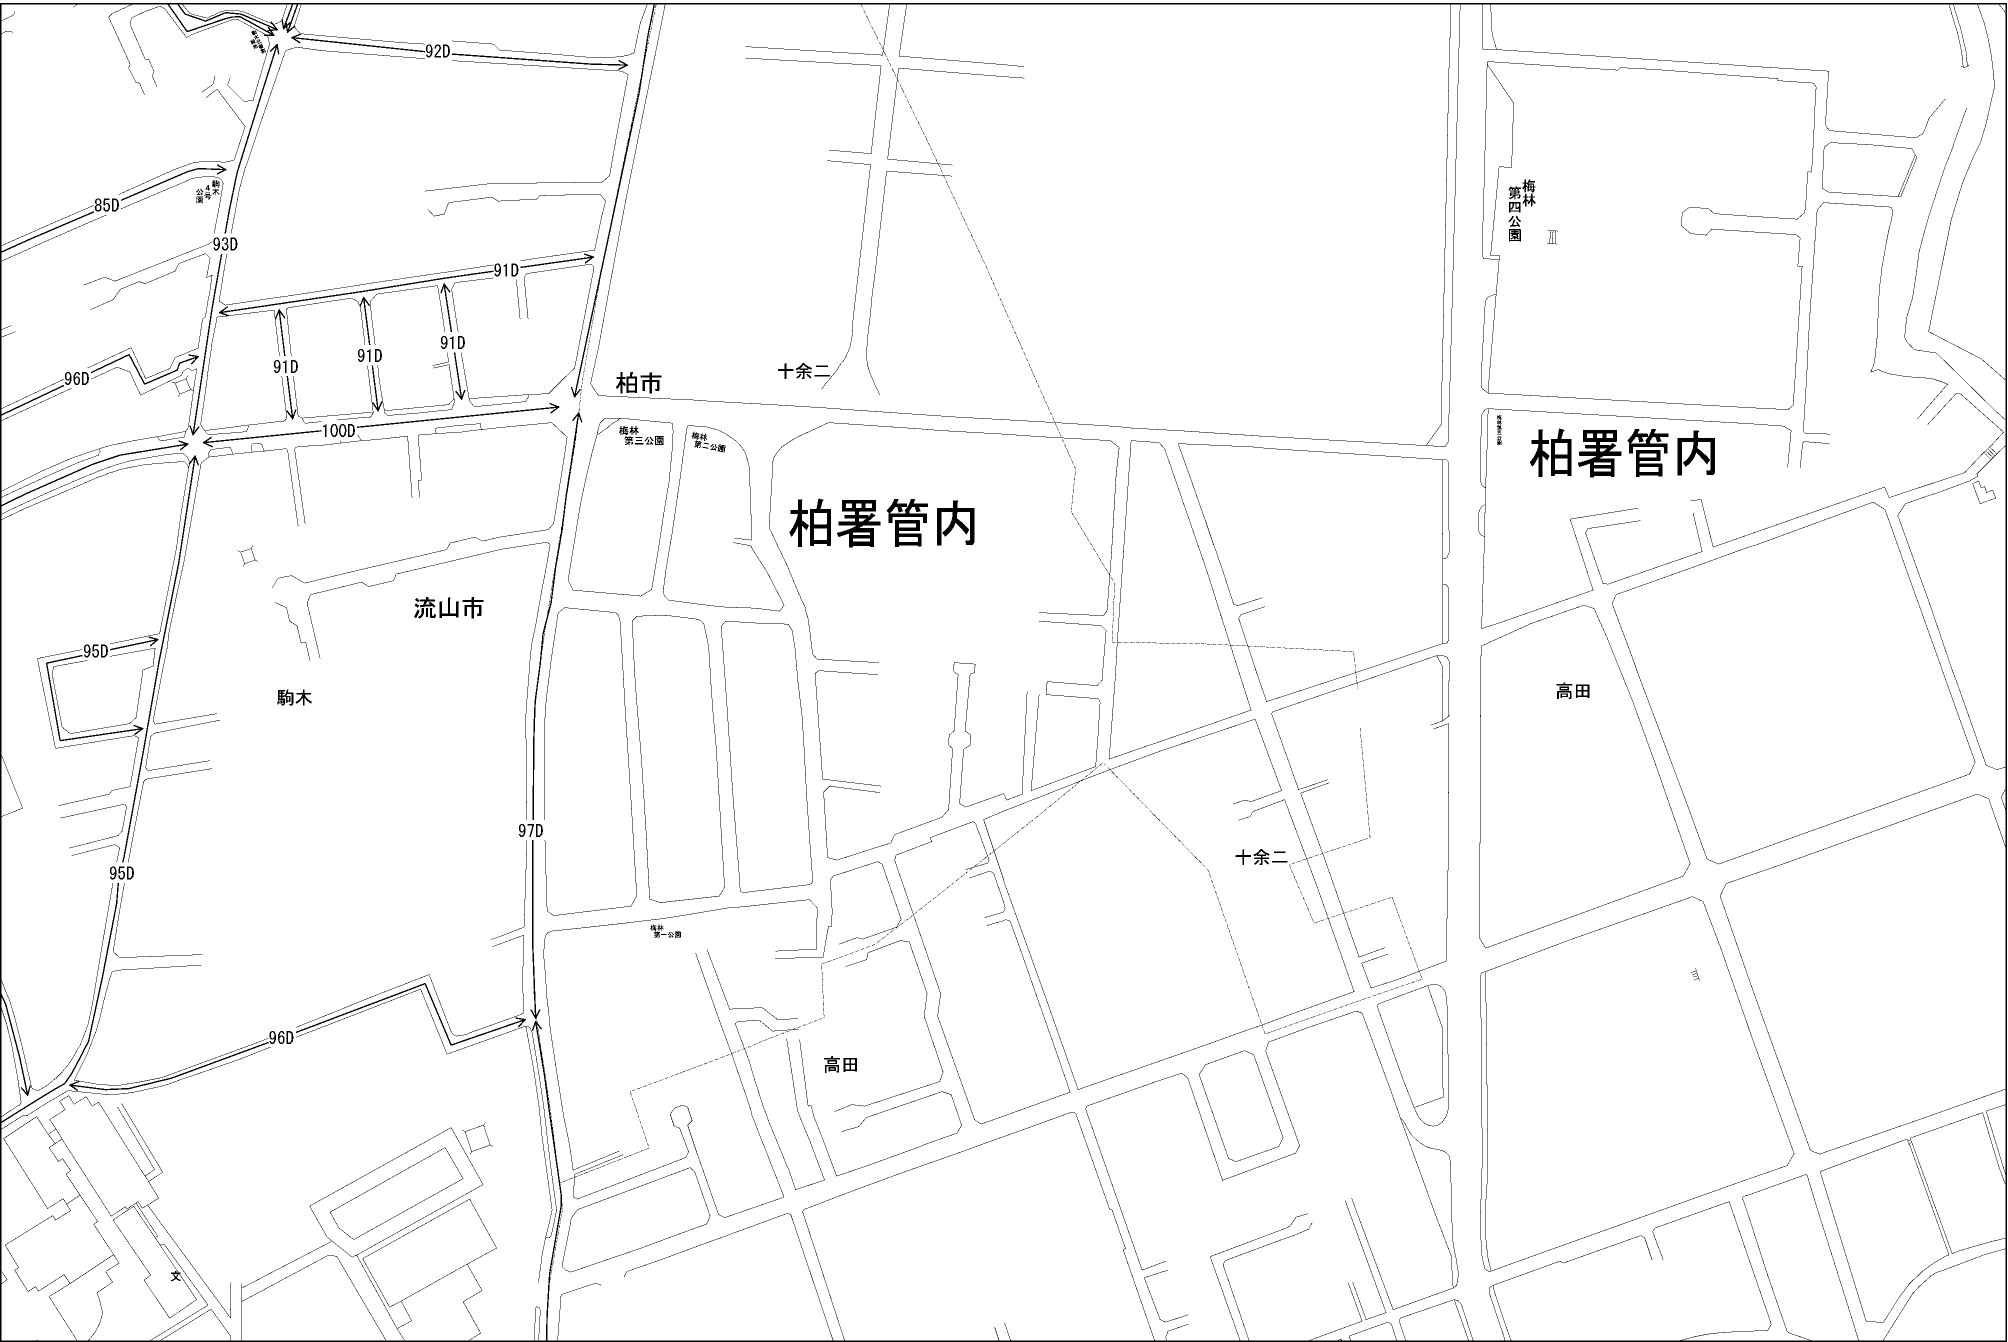 92D
85D
駒木
4号
公園
93D
91D
梅林
第四公園
91D
91D
91D
96D
柏市
十余二
100D
梅林
第三公園
梅林
第二公園
柏署管内
柏署管内
流山市
95D
駒木
高田
97D
十余二
95D
梅林
第一公園
96D
高田
文